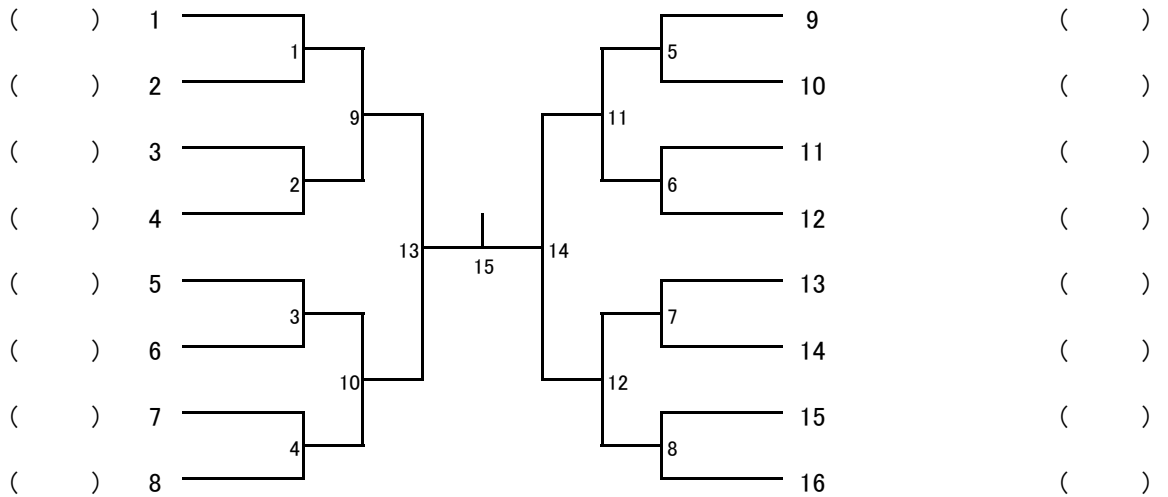 (　　) 1　9 (　　)
1　5
(　　) 2　10 (　　)
9　11
(　　) 3　11 (　　)
2　6
(　　) 4　12 (　　)
13　14
15
(　　) 5　13 (　　)
3　7
(　　) 6　14 (　　)
10　12
(　　) 7　15 (　　)
4　8
(　　) 8　16 (　　)